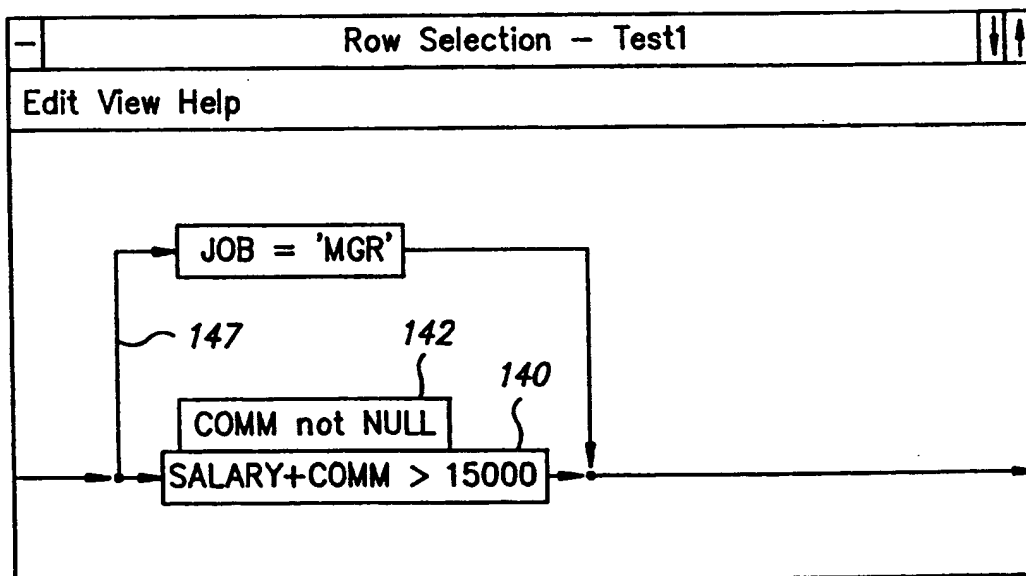 Row Selection – Test1
Edit View Help
JOB = 'MGR'
147
142
140
COMM not NULL
SALARY+COMM > 15000